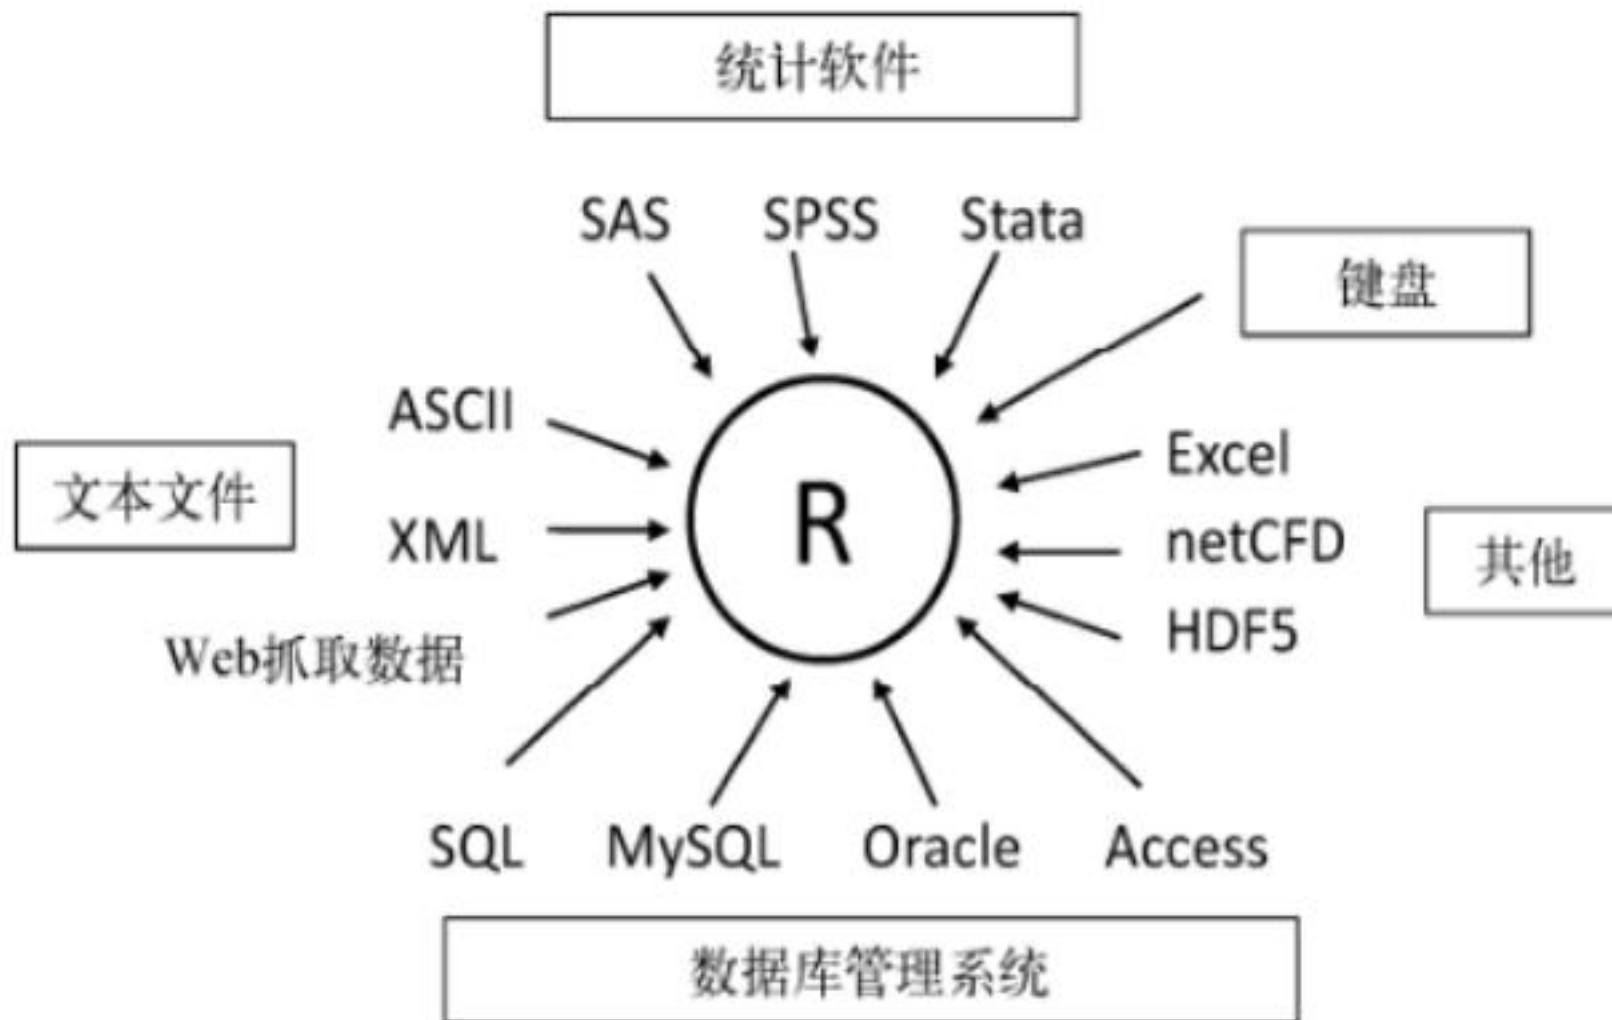 统计软件
SAS SPSS Stata
键盘
ASCII
Excel
文本文件
R
XML
netCFD
其他
HDF5
Web抓取数据
SQL MySQL Oracle Access
数据库管理系统